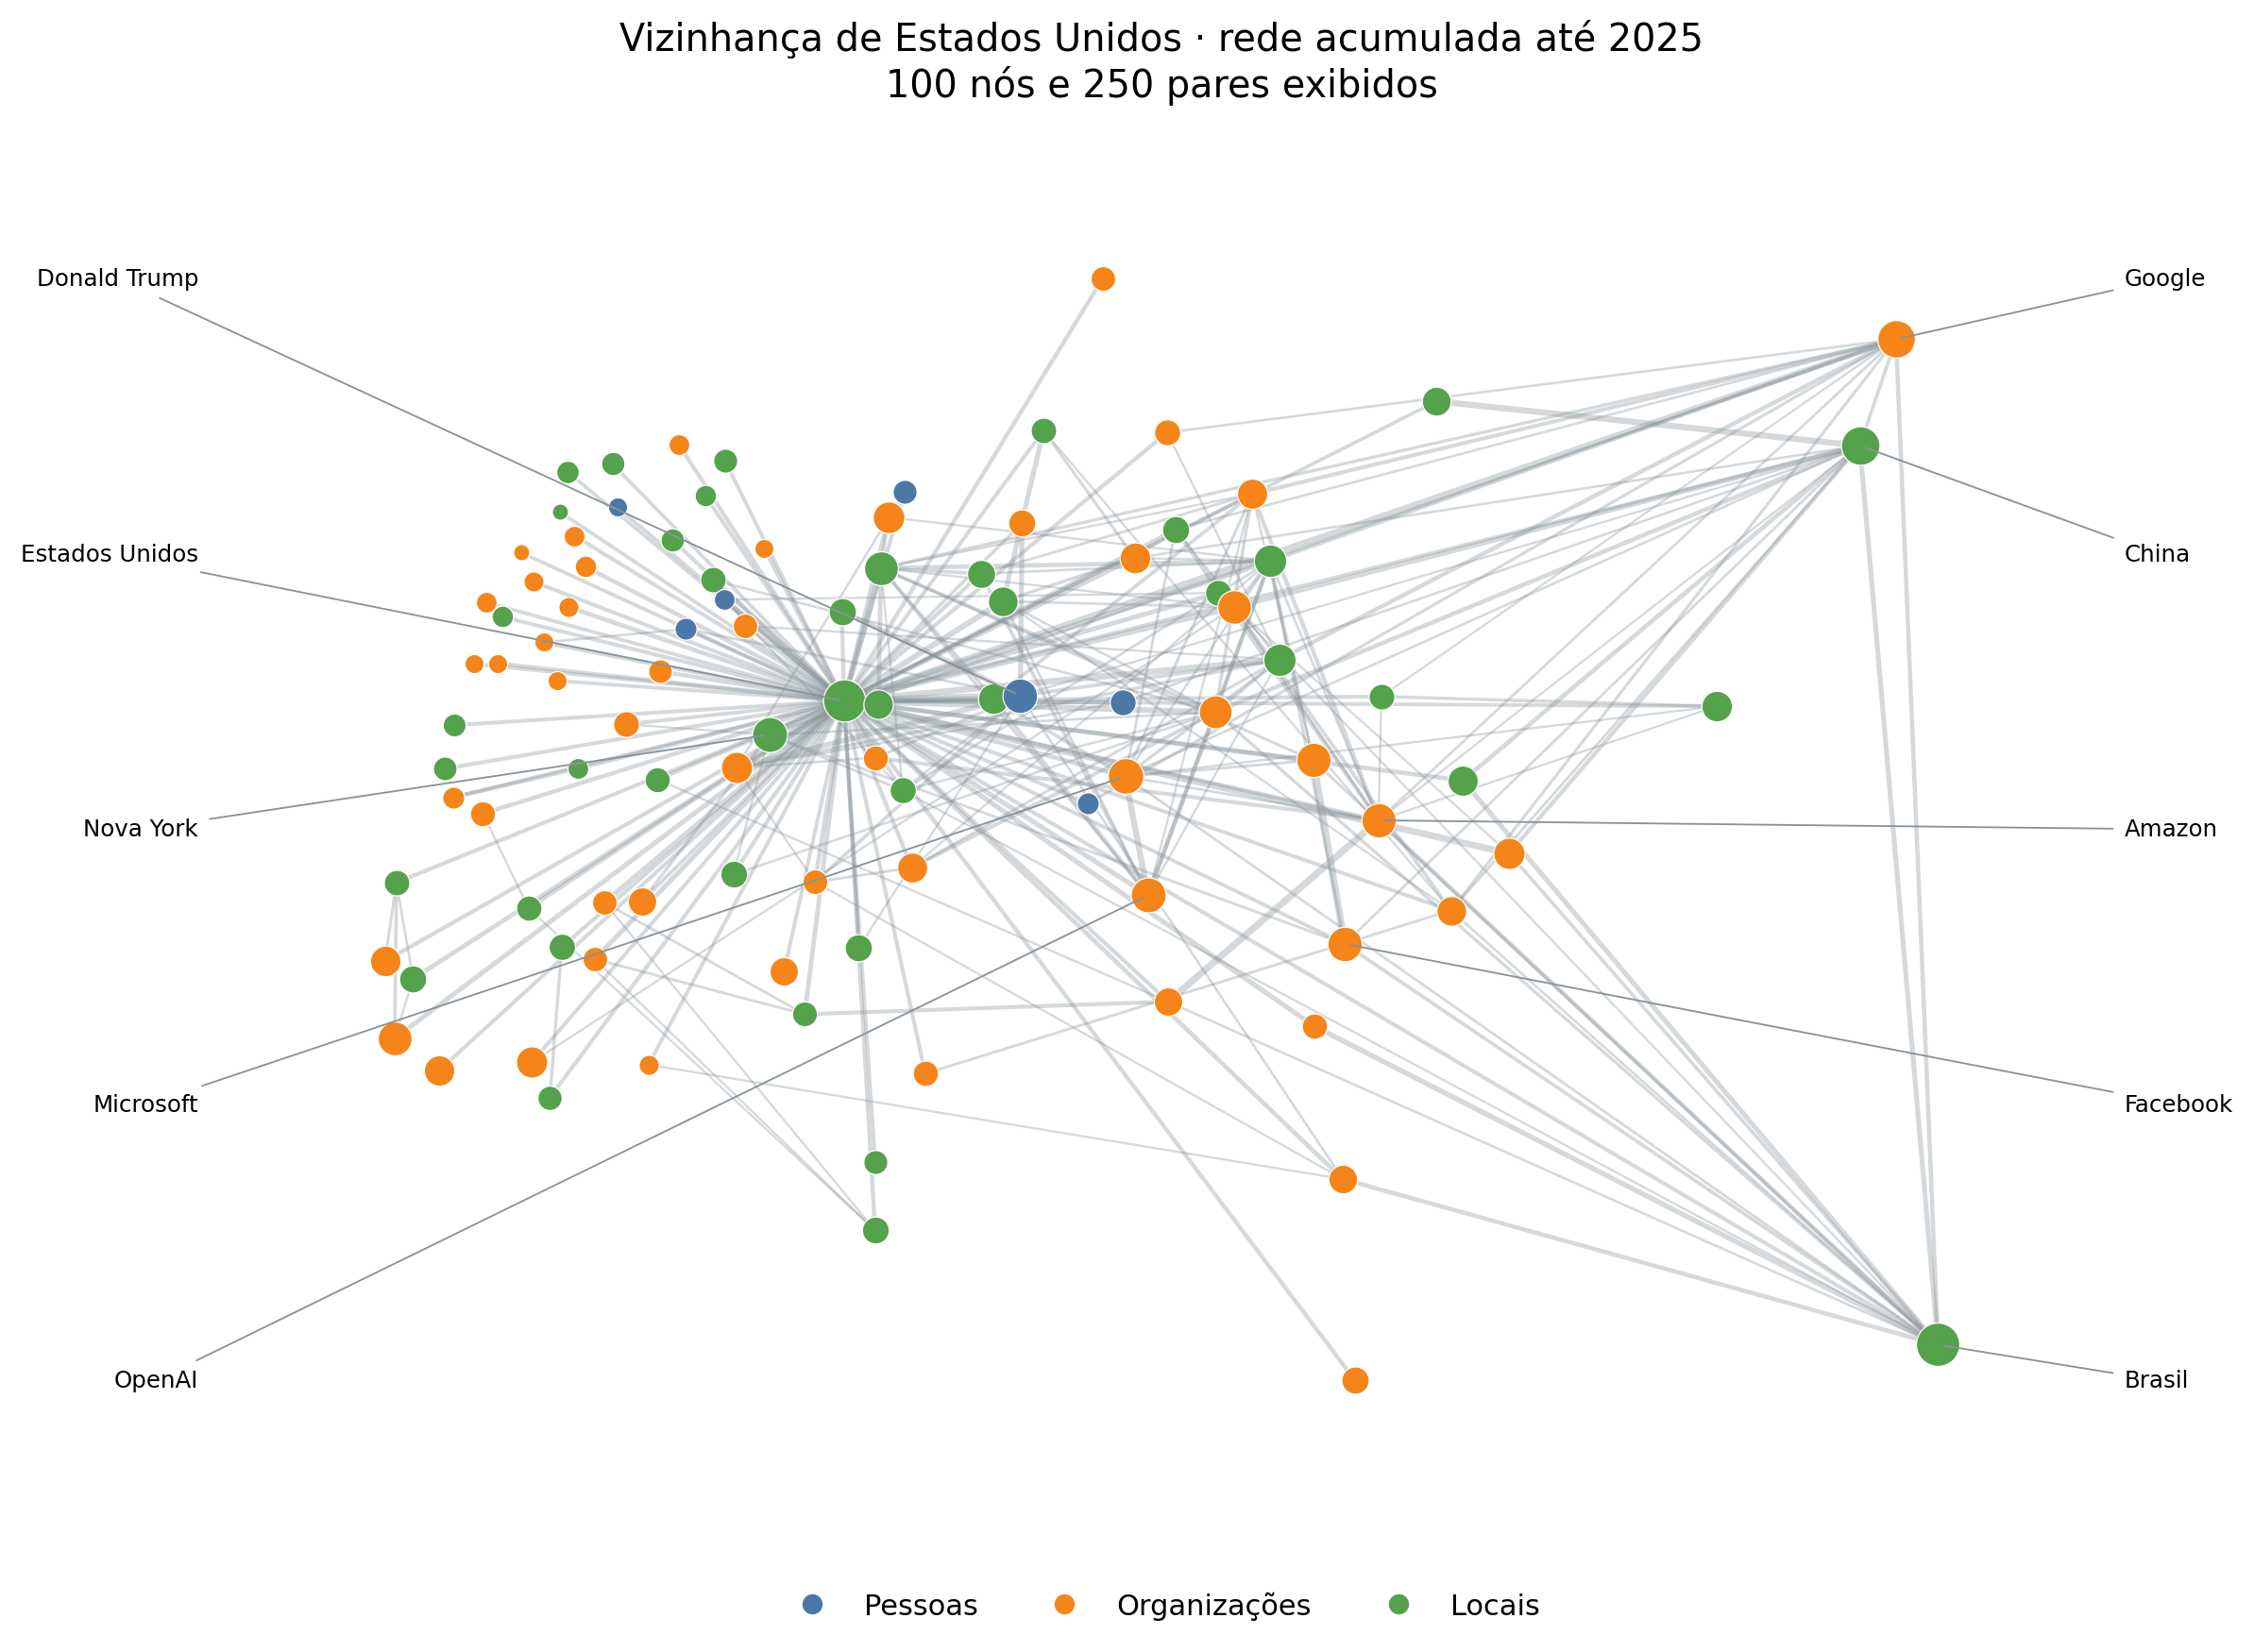 Vizinhança de Estados Unidos · rede acumulada até 2025
100 nós e 250 pares exibidos
Donald Trump
Google
Estados Unidos
China
Nova York
Amazon
Microsoft
Facebook
OpenAI
Brasil
Pessoas
Organizações
Locais